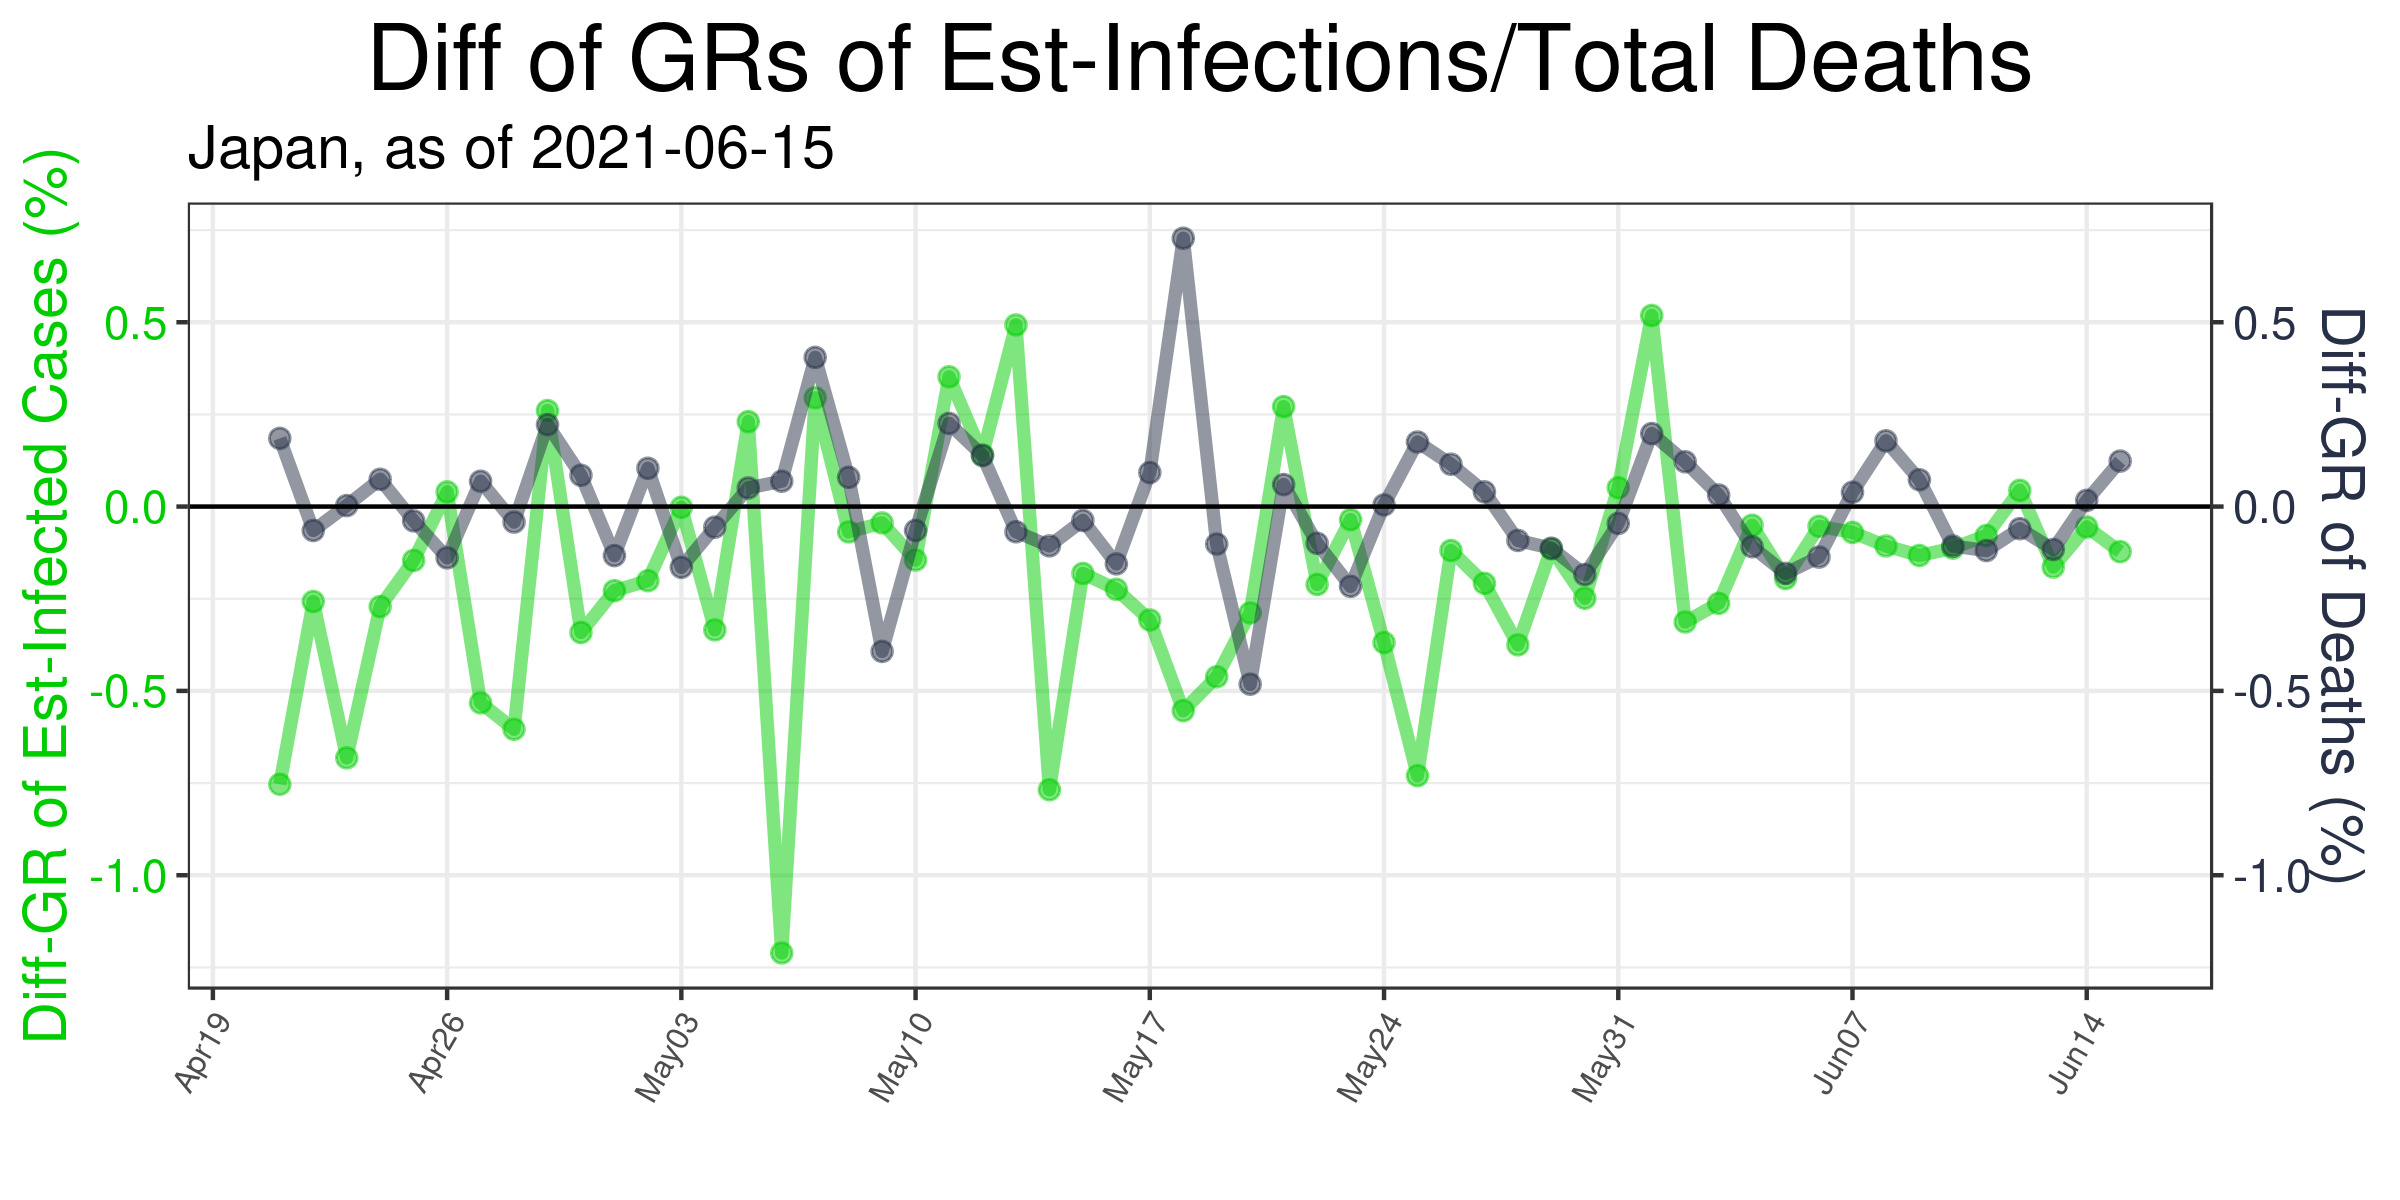 Diff of GRs of Est-Infections/Total Deaths
Japan, as of 2021-06-15
Diff-GR of Est-Infected Cases (%)
0.5
0.0
-0.5
-1.0
0.5
0.0
-0.5
-1.0
Diff-GR of Deaths (%)
Apr19
Apr26
May03
May10
May17
May24
May31
Jun07
Jun14